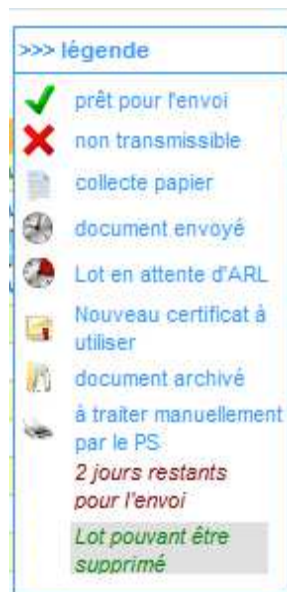 >>> légende
prêt pour l'envoi
non transmissible
collecte papier
document envoyé
Lot en attente d'ARL
Nouveau certificat à
utiliser
document archivé
à traiter manuellement
par le PS
2 jours restants
pour l'envoi
Lot pouvant être
supprimé